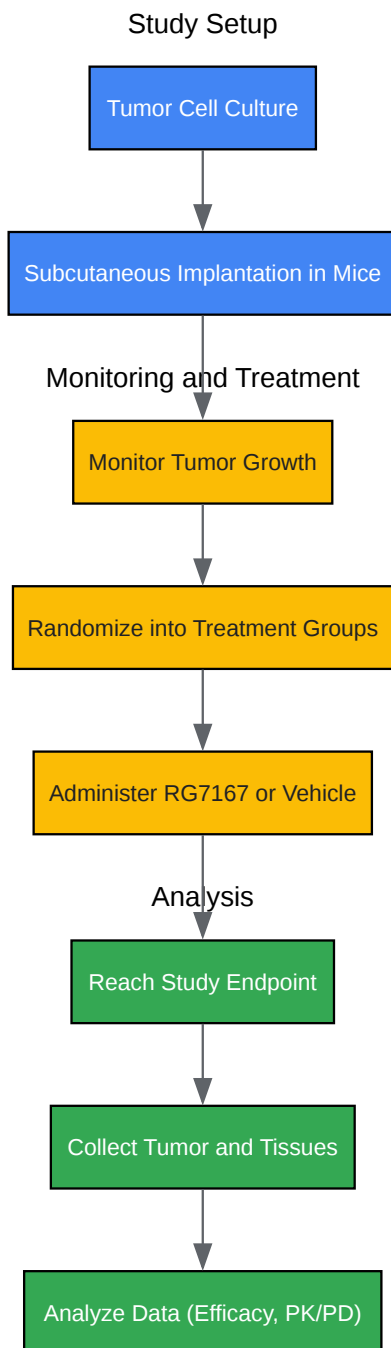 Study Setup
Tumor Cell Culture
Subcutaneous Implantation in Mice
Monitoring and Treatment
Monitor Tumor Growth
Randomize into Treatment Groups
Administer RG7167 or Vehicle
Analysis
Reach Study Endpoint
Collect Tumor and Tissues
Analyze Data (Efficacy, PK/PD)